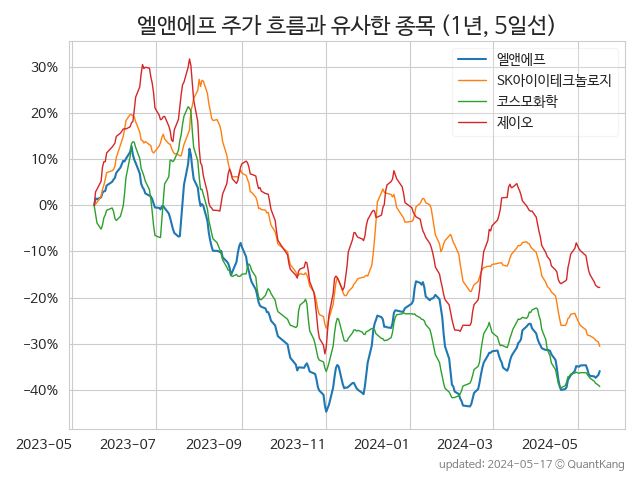 엘앤에프 주가 흐름과 유사한 종목 (1년, 5일선)
엘앤에프
SK아이이테크놀로지
코스모화학
제이오
30%
20%
10%
0%
−10%
−20%
−30%
−40%
2023-05 2023-07 2023-09 2023-11 2024-01 2024-03 2024-05
updated: 2024-05-17 © QuantKang